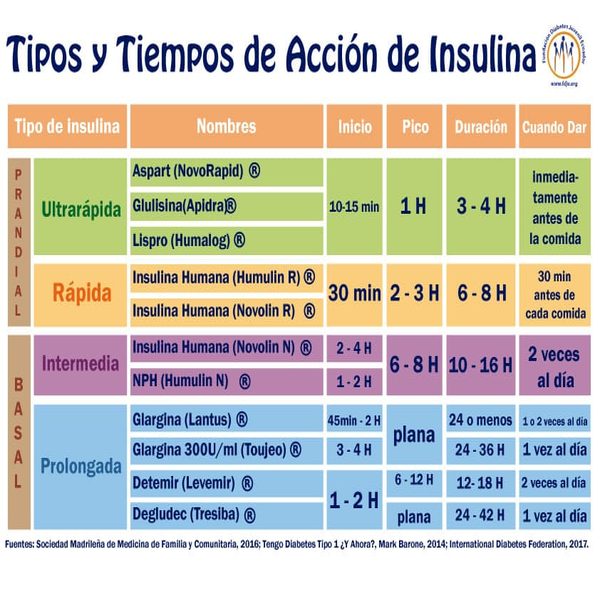 Tipos y Tiempos de Acción de Insulina
Fundación Diabetes Juvenil Ecuador
www.fdje.org
Tipo de insulina Nombres Inicio Pico Duración Cuando Dar
PRANDIAL
Ultrarápida
Aspart (NovoRapid) ®
Glulisina(Apidra)®
Lispro (Humalog) ®
10-15 min
1 H
3 - 4 H
Inmedia-
tamente
antes de
la comida
Rápida
Insulina Humana (Humulin R) ®
Insulina Humana (Novolin R) ®
30 min
2 - 3 H
6 - 8 H
30 min
antes de
cada comida
BASAL
Intermedia
Insulina Humana (Novolin N) ®
2 - 4 H
NPH (Humulin N) ®
1 - 2 H
6 - 8 H
10 - 16 H
2 veces
al día
Prolongada
Glargina (Lantus) ®
45min - 2 H
plana
24 o menos
1 o 2 veces al día
Glargina 300U/ml (Toujeo) ®
3 - 4 H
24 - 36 H
1 vez al día
Detemir (Levemir) ®
1 - 2 H
6 - 12 H
12- 18 H
2 veces al día
Degludec (Tresiba) ®
plana
24 - 42 H
1 vez al día
Fuentes: Sociedad Madrileña de Medicina de Familia y Comunitaria, 2016; Tengo Diabetes Tipo 1 ¿Y Ahora?, Mark Barone, 2014; International Diabetes Federation, 2017.